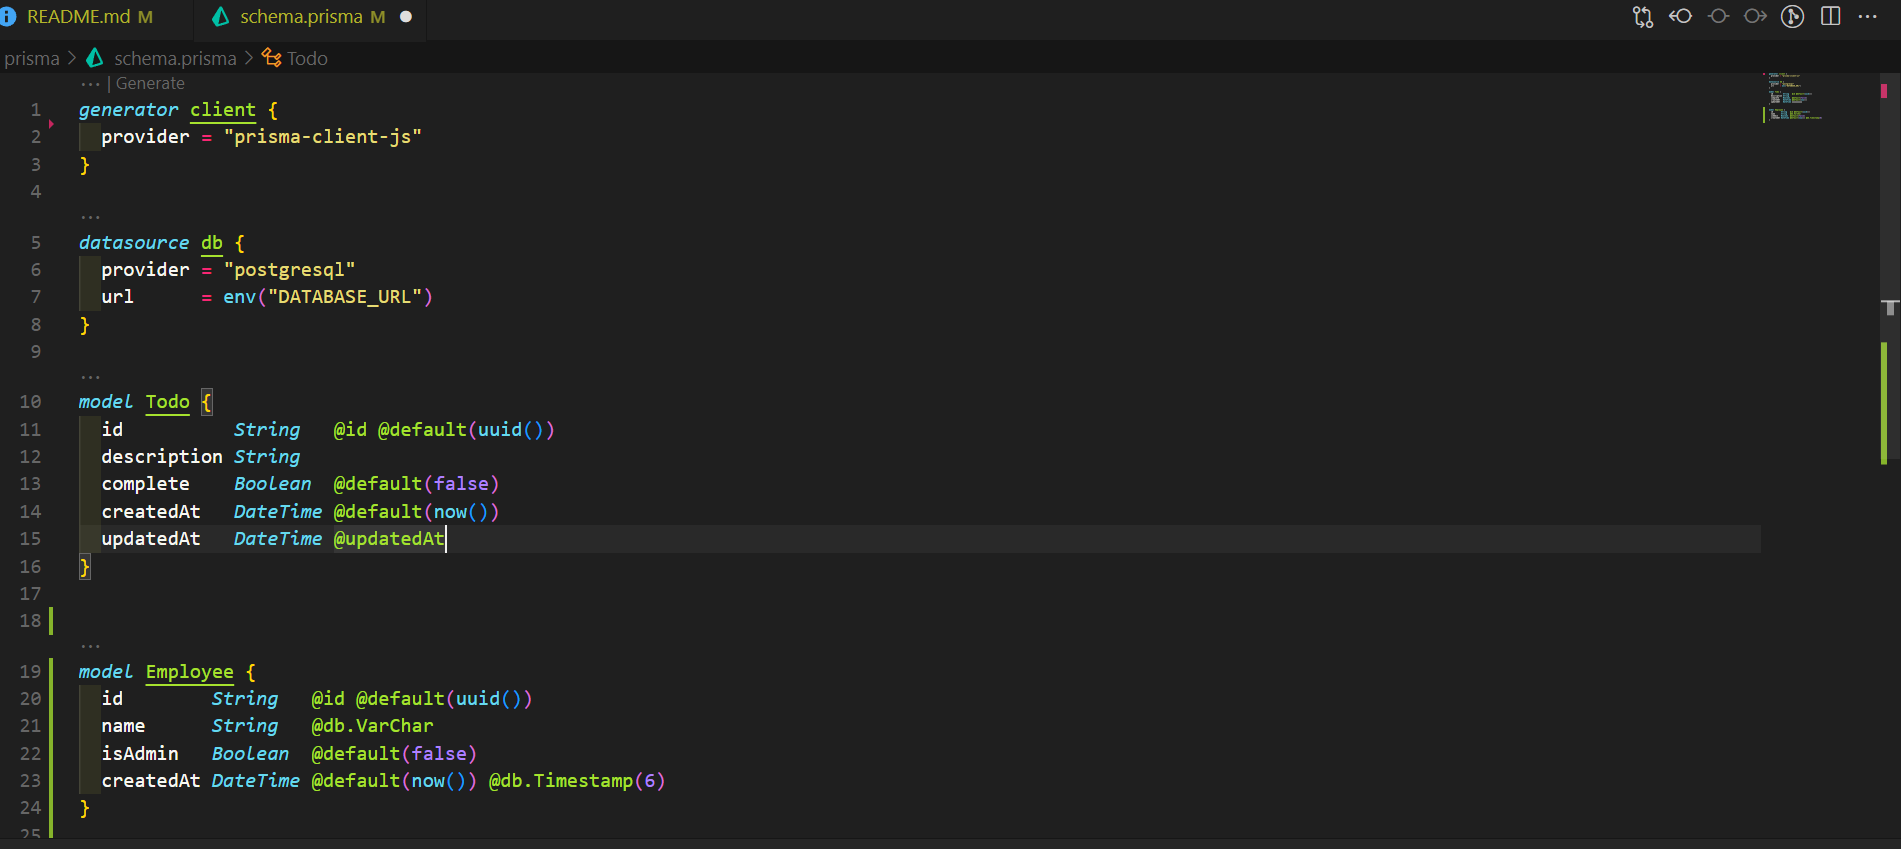 README.md M
schema.prisma M
prisma > schema.prisma > Todo
... | Generate
1 generator client {
2 provider = "prisma-client-js"
3 }
4
...
5 datasource db {
6 provider = "postgresql"
7 url = env("DATABASE_URL")
8 }
9
...
10 model Todo {
11 id String @id @default(uuid())
12 description String
13 complete Boolean @default(false)
14 createdAt DateTime @default(now())
15 updatedAt DateTime @updatedAt
16 }
17
18
...
19 model Employee {
20 id String @id @default(uuid())
21 name String @db.VarChar
22 isAdmin Boolean @default(false)
23 createdAt DateTime @default(now()) @db.Timestamp(6)
24 }
25